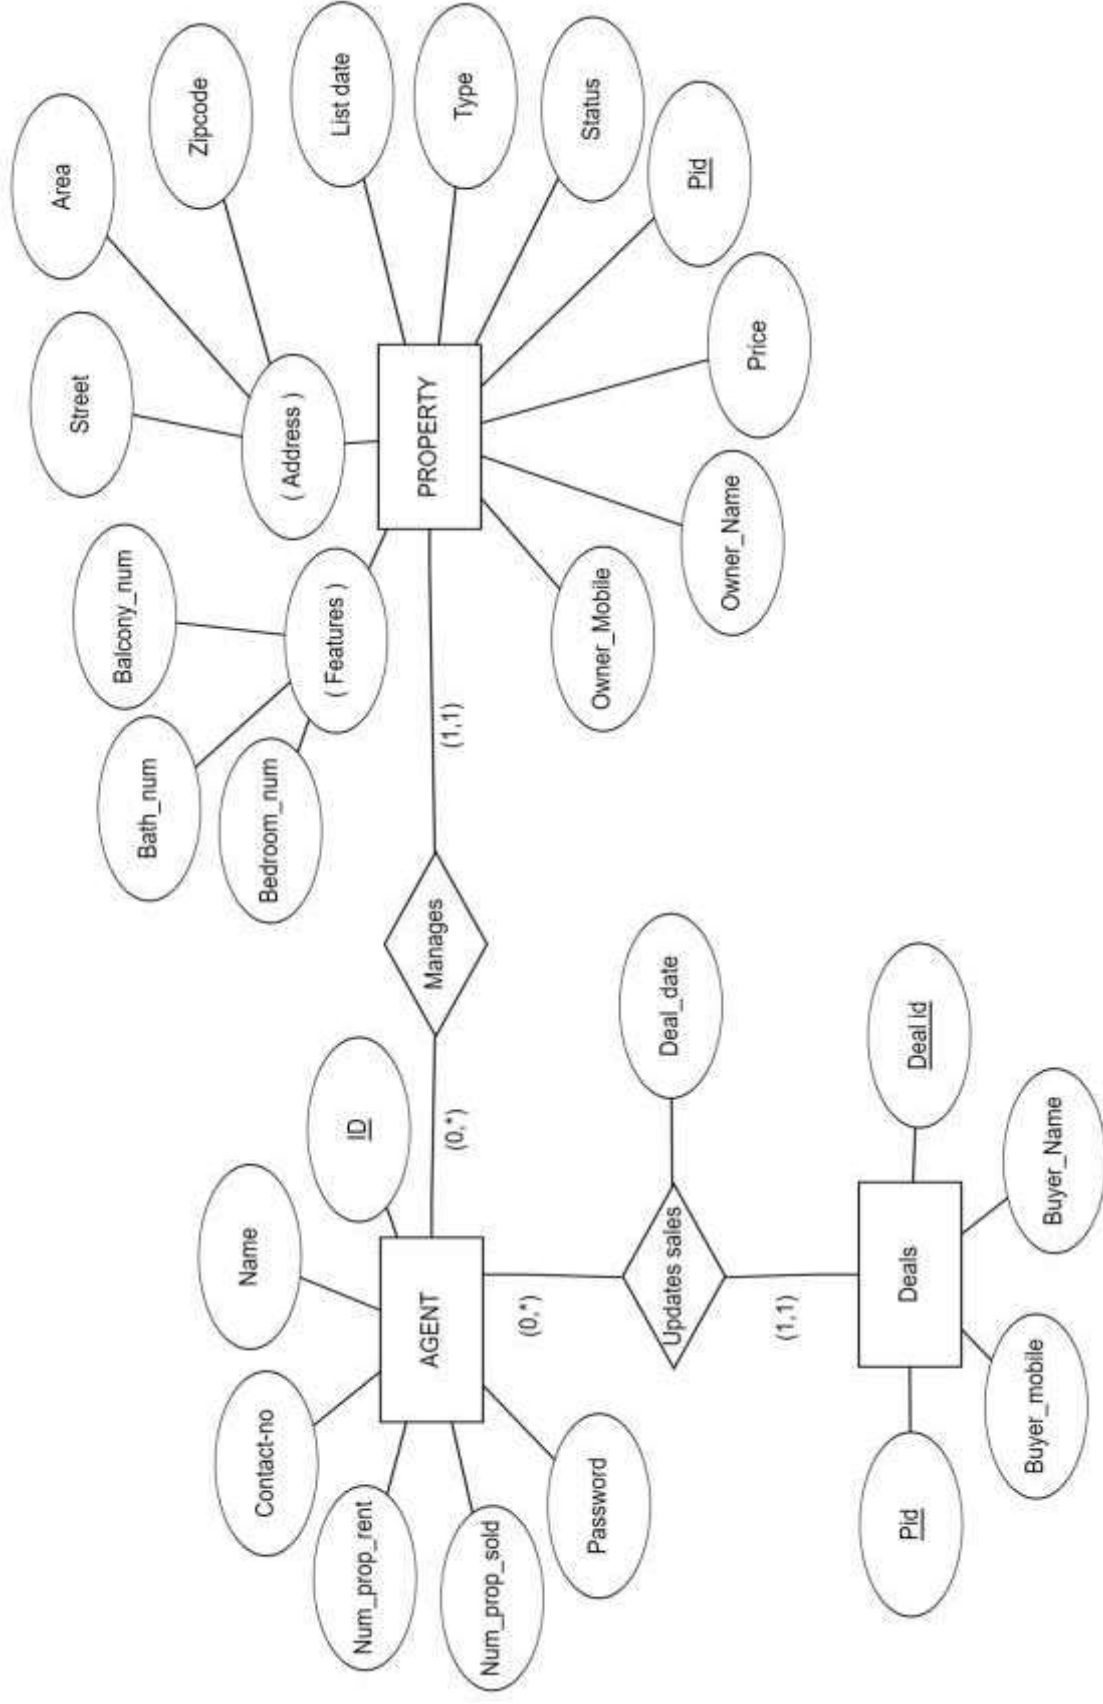 Bath_num
Balcony_num
Street
Area
Zipcode
Bedroom_num
( Features )
( Address )
List date
Name
ID
Contact-no
Num_prop_rent
AGENT
(0,*)
Manages
(1,1)
PROPERTY
Type
Num_prop_sold
Password
(0,*)
Owner_Mobile
Status
Updates sales
Deal_date
Owner_Name
Pid
(1,1)
Price
Pid
Deals
Deal id
Buyer_mobile
Buyer_Name